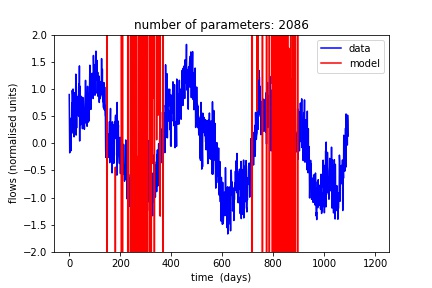 number of parameters: 2086
2.0
1.5
1.0
0.5
0.0
−0.5
−1.0
−1.5
−2.0
flows (normalised units)
data
model
0 200 400 600 800 1000 1200
time (days)